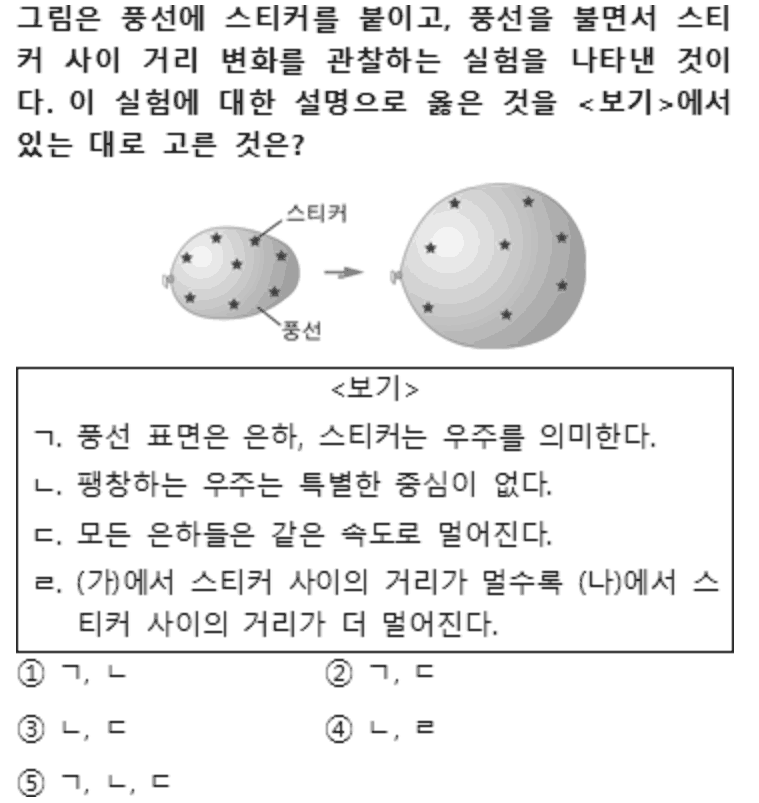 그림은 풍선에 스티커를 붙이고, 풍선을 불면서 스티
커 사이 거리 변화를 관찰하는 실험을 나타낸 것이
다. 이 실험에 대한 설명으로 옳은 것을 <보기>에서
있는 대로 고른 것은?
스티커
풍선
<보기>
ㄱ. 풍선 표면은 은하, 스티커는 우주를 의미한다.
ㄴ. 팽창하는 우주는 특별한 중심이 없다.
ㄷ. 모든 은하들은 같은 속도로 멀어진다.
ㄹ. (가)에서 스티커 사이의 거리가 멀수록 (나)에서 스
티커 사이의 거리가 더 멀어진다.
① ㄱ, ㄴ ② ㄱ, ㄷ
③ ㄴ, ㄷ ④ ㄴ, ㄹ
⑤ ㄱ, ㄴ, ㄷ